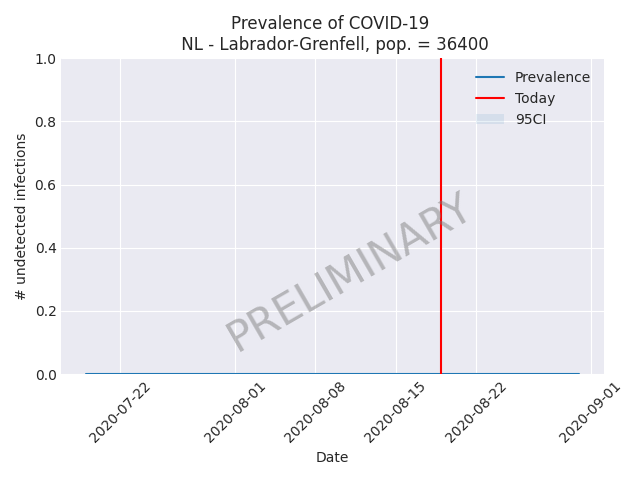 Prevalence of COVID-19
NL - Labrador-Grenfell, pop. = 36400
1.0
0.8
0.6
0.4
0.2
0.0
# undetected infections
Prevalence
Today
95CI
PRELIMINARY
2020-07-22
2020-08-01
2020-08-08
2020-08-15
2020-08-22
2020-09-01
Date